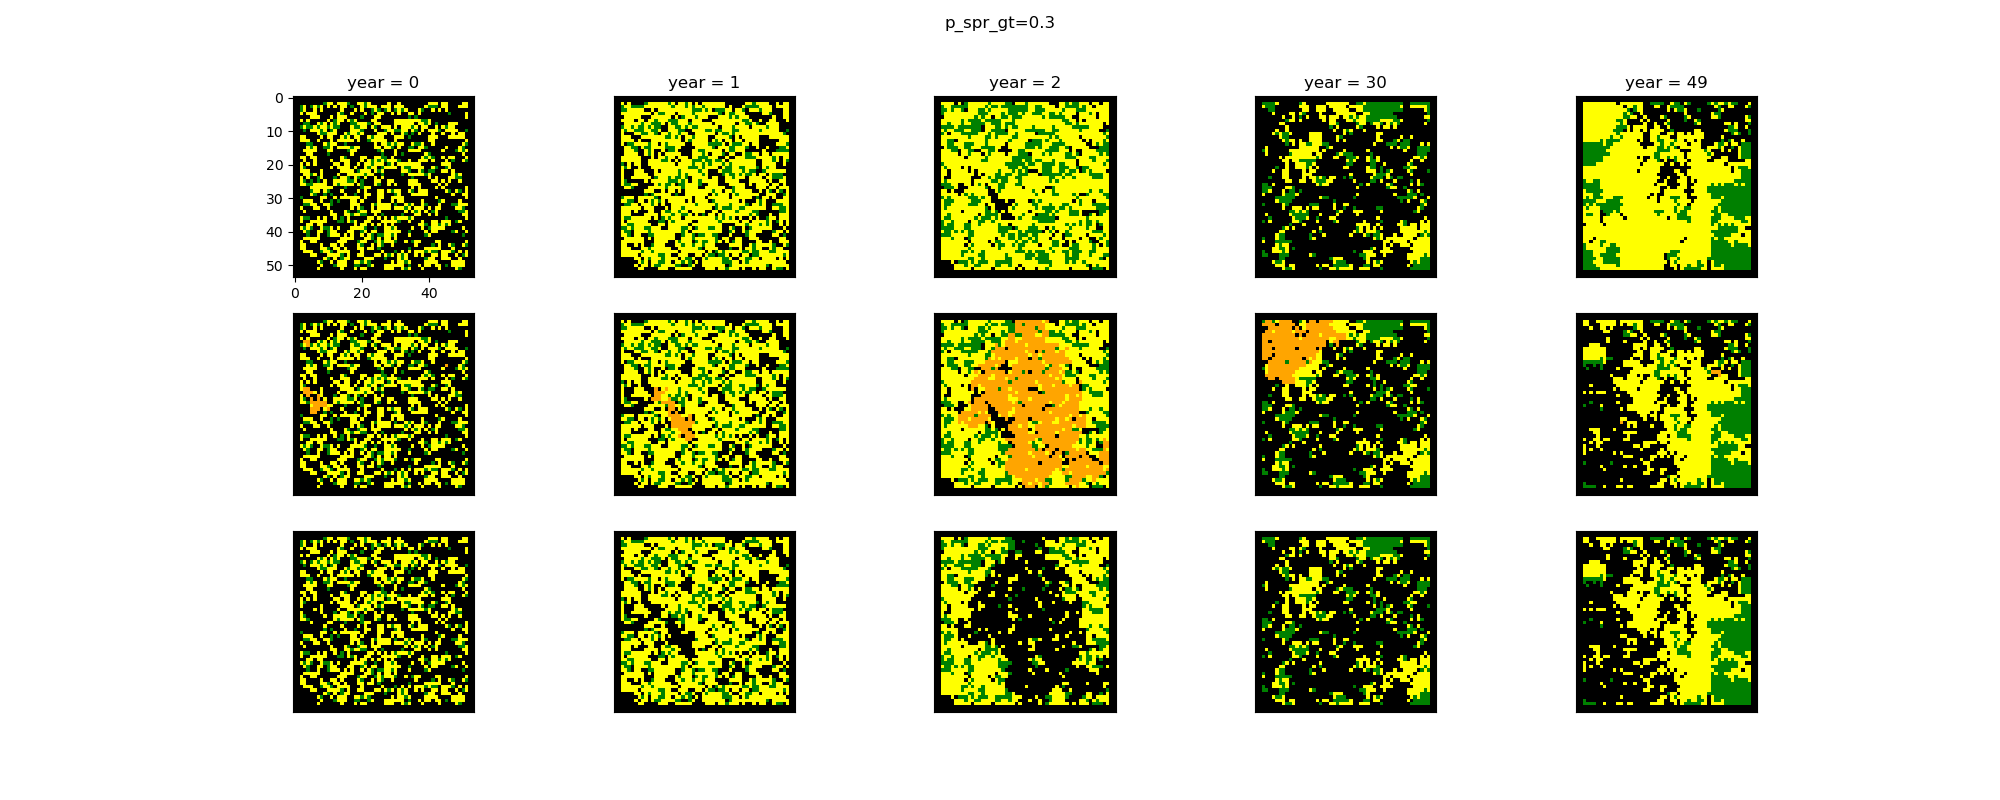 p_spr_gt=0.3
year = 0
year = 1
year = 2
year = 30
year = 49
0
10
20
30
40
50
0
20
40